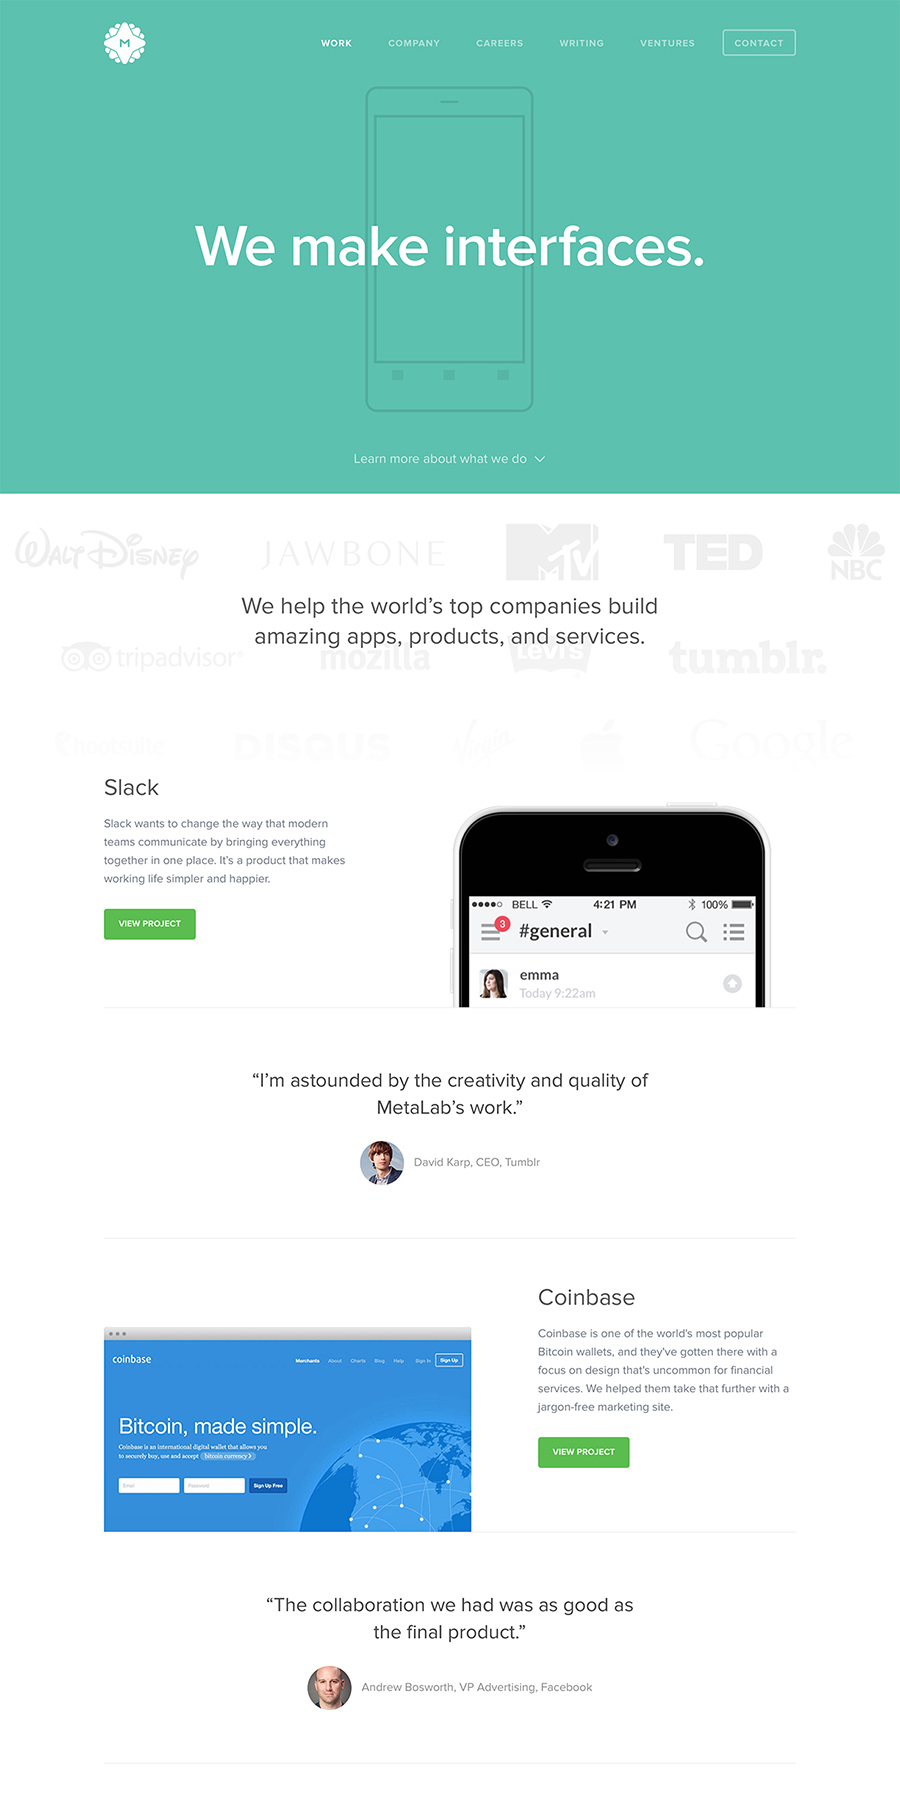 M
WORK COMPANY CAREERS WRITING VENTURES CONTACT
We make interfaces.
Learn more about what we do
WALT DISNEY JAWBONE MTV TED NBC
We help the world's top companies build
amazing apps, products, and services.
tripadvisor® mozilla Levi's tumblr.
hootsuite DISQUS Virgin Google
Slack
Slack wants to change the way that modern
teams communicate by bringing everything
together in one place. It's a product that makes
working life simpler and happier.
VIEW PROJECT
BELL 4:21 PM 100%
3
#general
emma
Today 9:22am
“I’m astounded by the creativity and quality of
MetaLab’s work.”
David Karp, CEO, Tumblr
Coinbase
Coinbase is one of the world's most popular
Bitcoin wallets, and they've gotten there with a
focus on design that's uncommon for financial
services. We helped them take that further with a
jargon-free marketing site.
VIEW PROJECT
coinbase
Merchants About Charts Blog Help Sign In Sign Up
Bitcoin, made simple.
Coinbase is an international digital wallet that allows you
to securely buy, use and accept bitcoin currency
Email Password Sign Up Free
“The collaboration we had was as good as
the final product.”
Andrew Bosworth, VP Advertising, Facebook